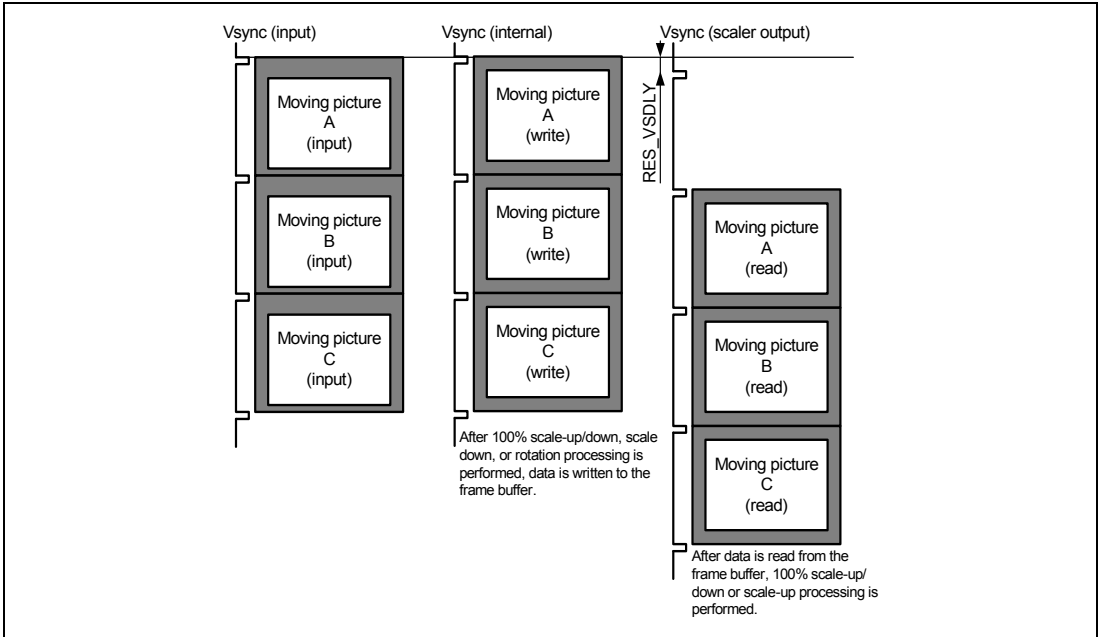 Vsync (input)
Vsync (internal)
Vsync (scaler output)
Moving picture
A
(input)
Moving picture
B
(input)
Moving picture
C
(input)
Moving picture
A
(write)
Moving picture
B
(write)
Moving picture
C
(write)
After 100% scale-up/down, scale
down, or rotation processing is
performed, data is written to the
frame buffer.
RES_VSDLY
Moving picture
A
(read)
Moving picture
B
(read)
Moving picture
C
(read)
After data is read from the
frame buffer, 100% scale-up/
down or scale-up processing is
performed.